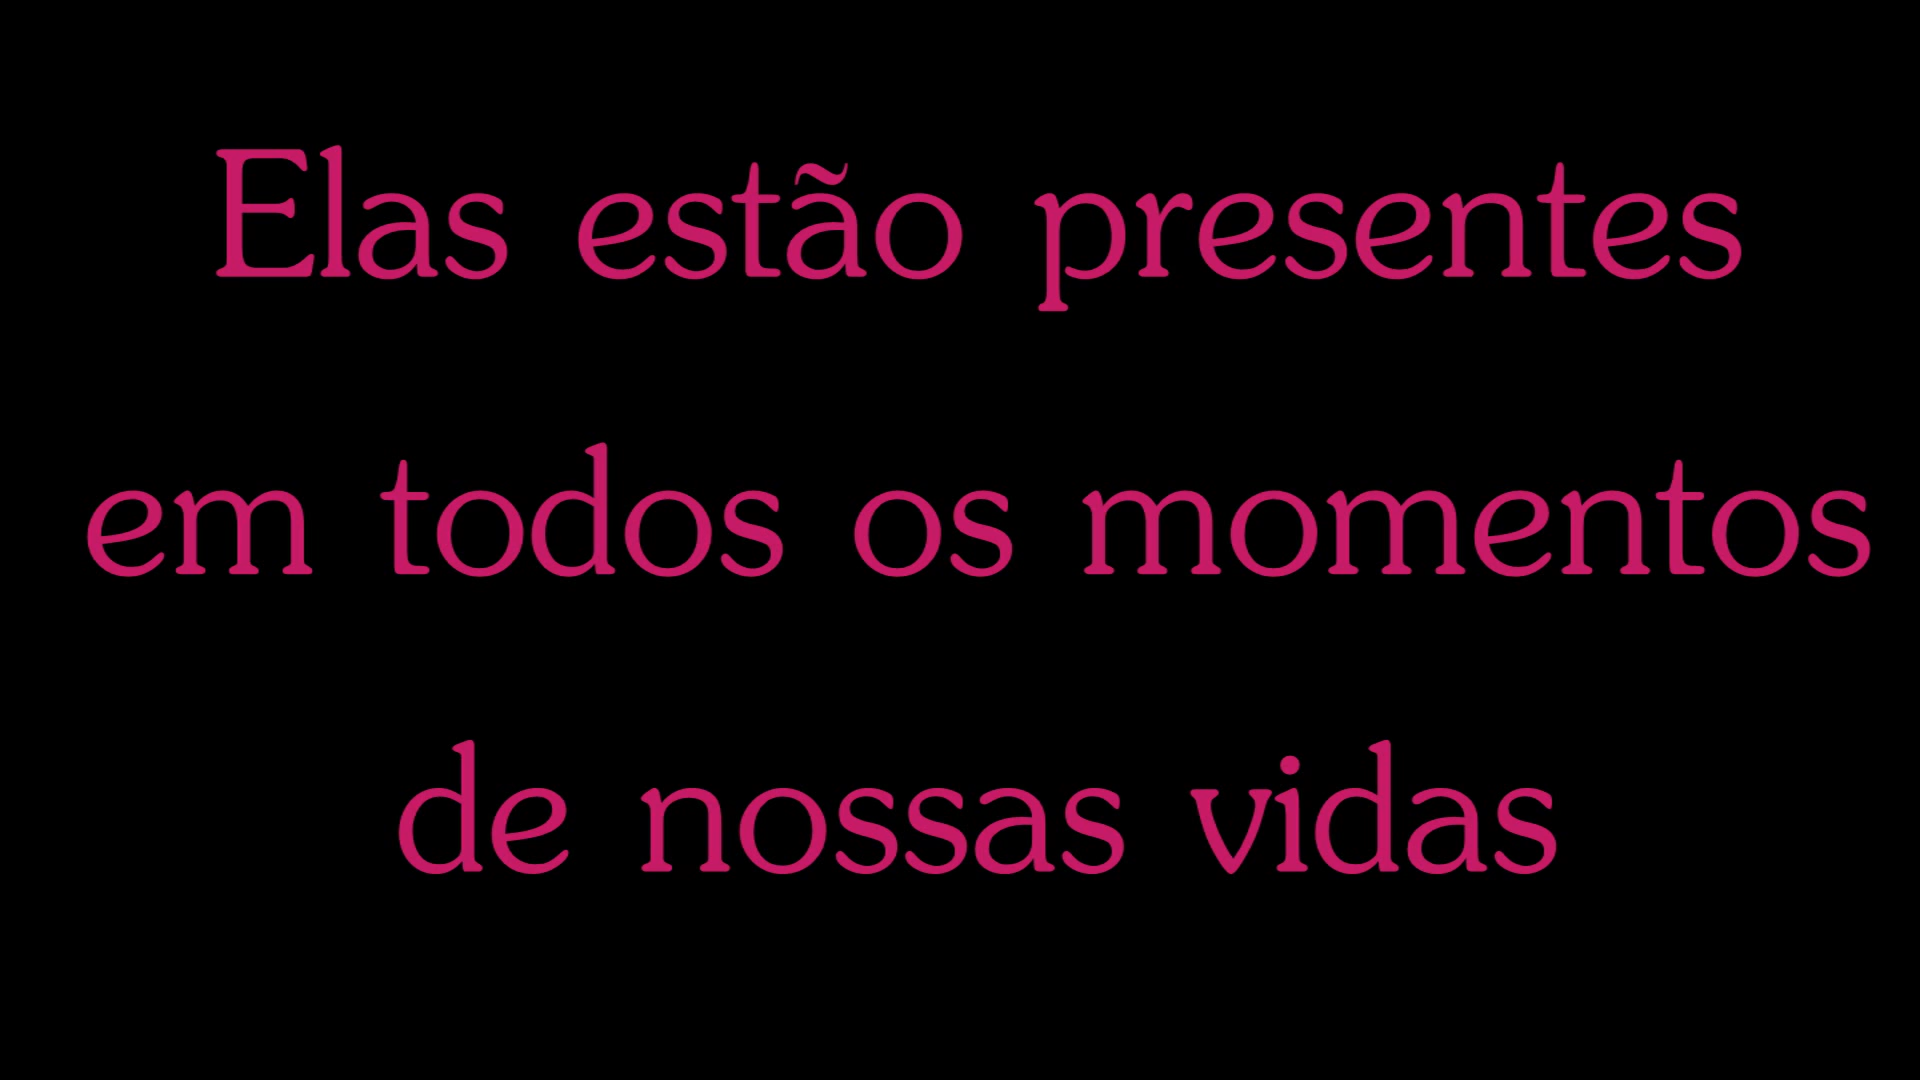 Elas estão presentes
em todos os momentos
de nossas vidas